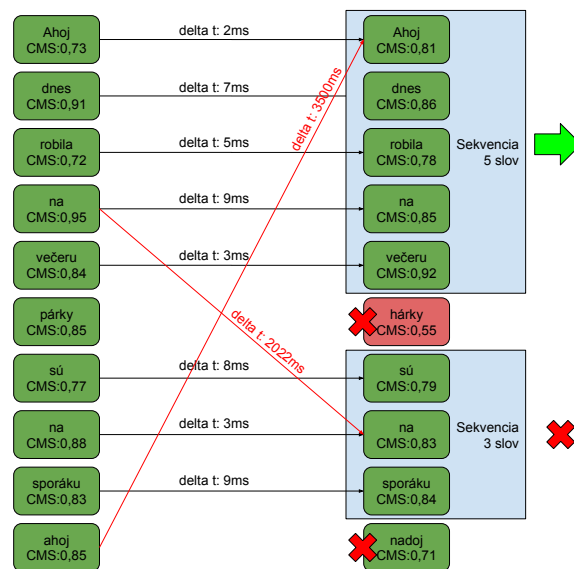 Ahoj
CMS:0,73
delta t: 2ms
Ahoj
CMS:0,81
dnes
CMS:0,91
delta t: 7ms
dnes
CMS:0,86
delta t: 3500ms
robila
CMS:0,72
delta t: 5ms
robila
CMS:0,78
Sekvencia
5 slov
na
CMS:0,95
delta t: 9ms
na
CMS:0,85
večeru
CMS:0,84
delta t: 3ms
večeru
CMS:0,92
párky
CMS:0,85
delta t: 2022ms
hárky
CMS:0,55
sú
CMS:0,77
delta t: 8ms
sú
CMS:0,79
na
CMS:0,88
delta t: 3ms
na
CMS:0,83
Sekvencia
3 slov
sporáku
CMS:0,83
delta t: 9ms
sporáku
CMS:0,84
ahoj
CMS:0,85
nadoj
CMS:0,71